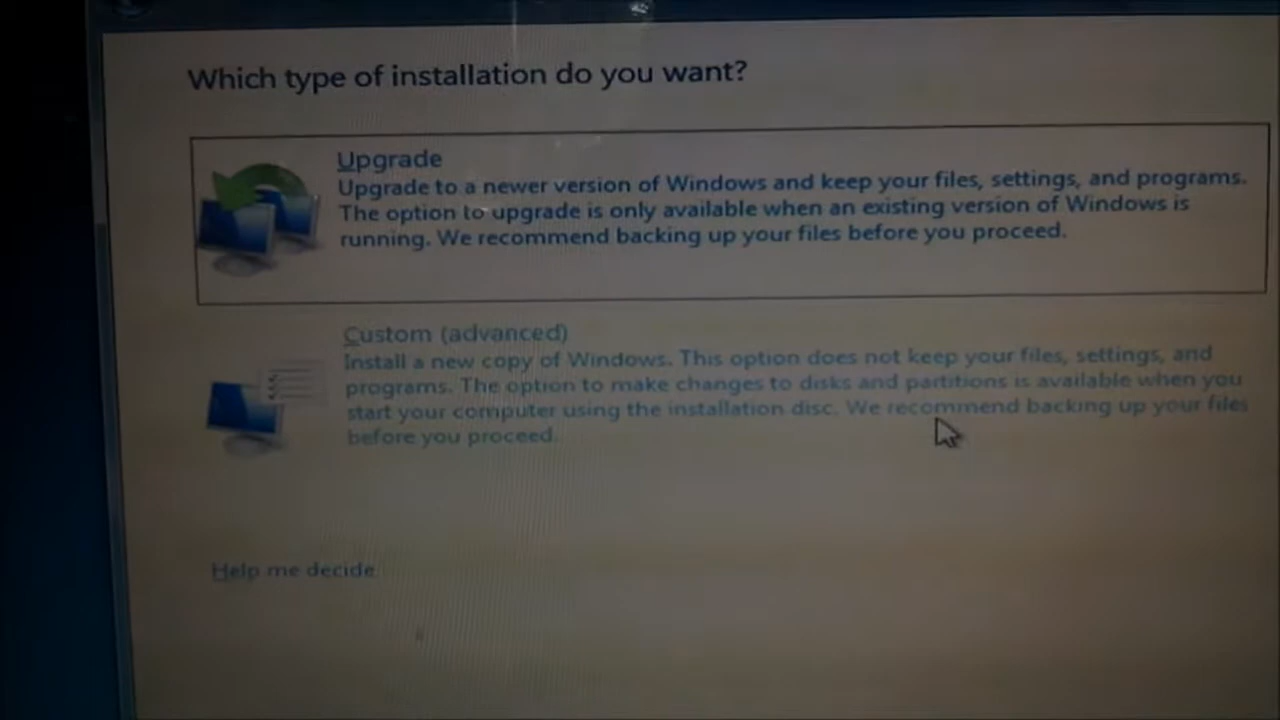 Which type of installation do you want?
Upgrade
Upgrade to a newer version of Windows and keep your files, settings, and programs.
The option to upgrade is only available when an existing version of Windows is
running. We recommend backing up your files before you proceed.
Custom (advanced)
Install a new copy of Windows. This option does not keep your files, settings, and
programs. The option to make changes to disks and partitions is available when you
start your computer using the installation disc. We recommend backing up your files
before you proceed.
Help me decide